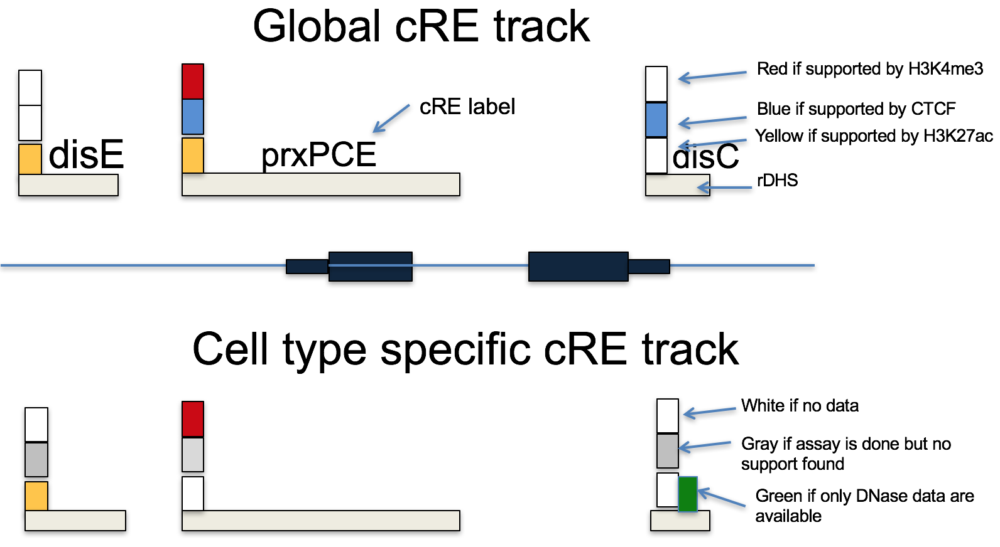 Global cRE track
Red if supported by H3K4me3
cRE label
Blue if supported by CTCF
Yellow if supported by H3K27ac
disE
prxPCE
disC
rDHS
Cell type specific cRE track
White if no data
Gray if assay is done but no
support found
Green if only DNase data are
available